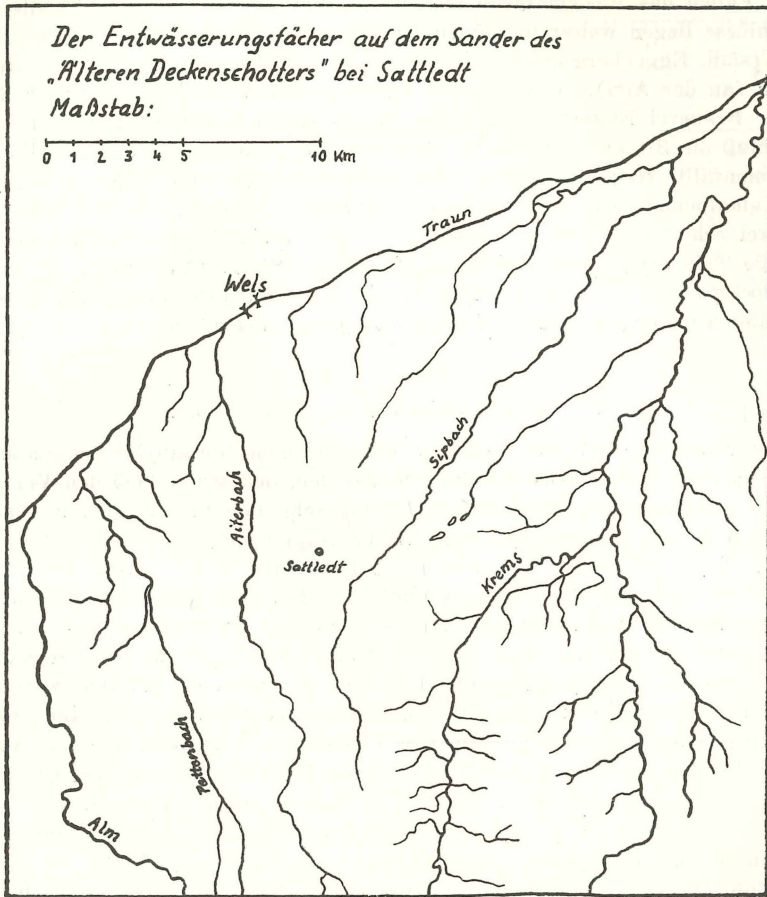 Der Entwässerungsfächer auf dem Sander des
„Älteren Deckenschotters" bei Sattledt
Maßstab:
0 1 2 3 4 5 10 Km
Traun
Wels
Sipbach
Aiterbach
Sattledt
Krems
Pettenbach
Alm